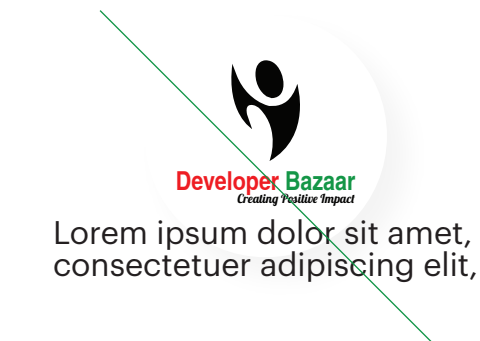 Developer Bazaar
Creating Positive Impact
Lorem ipsum dolor sit amet,
consectetuer adipiscing elit,